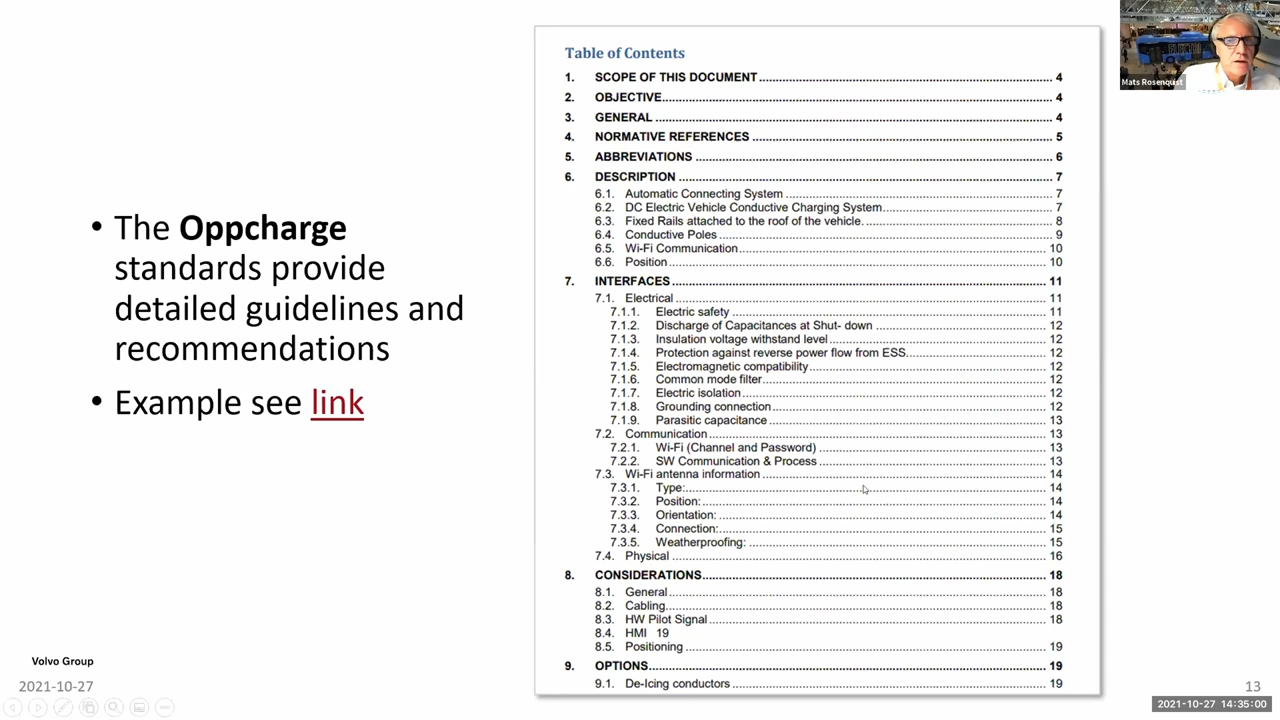 • The Oppcharge
standards provide
detailed guidelines and
recommendations
• Example see link
Volvo Group
2021-10-27
Table of Contents
1. SCOPE OF THIS DOCUMENT 4
2. OBJECTIVE 4
3. GENERAL 4
4. NORMATIVE REFERENCES 5
5. ABBREVIATIONS 6
6. DESCRIPTION 7
6.1. Automatic Connecting System 7
6.2. DC Electric Vehicle Conductive Charging System 7
6.3. Fixed Rails attached to the roof of the vehicle. 8
6.4. Conductive Poles 9
6.5. Wi-Fi Communication 10
6.6. Position 10
7. INTERFACES 11
7.1. Electrical 11
7.1.1. Electric safety 11
7.1.2. Discharge of Capacitances at Shut- down 12
7.1.3. Insulation voltage withstand level 12
7.1.4. Protection against reverse power flow from ESS. 12
7.1.5. Electromagnetic compatibility 12
7.1.6. Common mode filter 12
7.1.7. Electric isolation 12
7.1.8. Grounding connection 12
7.1.9. Parasitic capacitance 13
7.2. Communication 13
7.2.1. Wi-Fi (Channel and Password) 13
7.2.2. SW Communication & Process 13
7.3. Wi-Fi antenna information 14
7.3.1. Type: 14
7.3.2. Position: 14
7.3.3. Orientation: 14
7.3.4. Connection: 15
7.3.5. Weatherproofing: 15
7.4. Physical 16
8. CONSIDERATIONS 18
8.1. General 18
8.2. Cabling 18
8.3. HW Pilot Signal 18
8.4. HMI 19
8.5. Positioning 19
9. OPTIONS 19
9.1. De-Icing conductors 19
Mats Rosenquist
13
2021-10-27 14:35:00